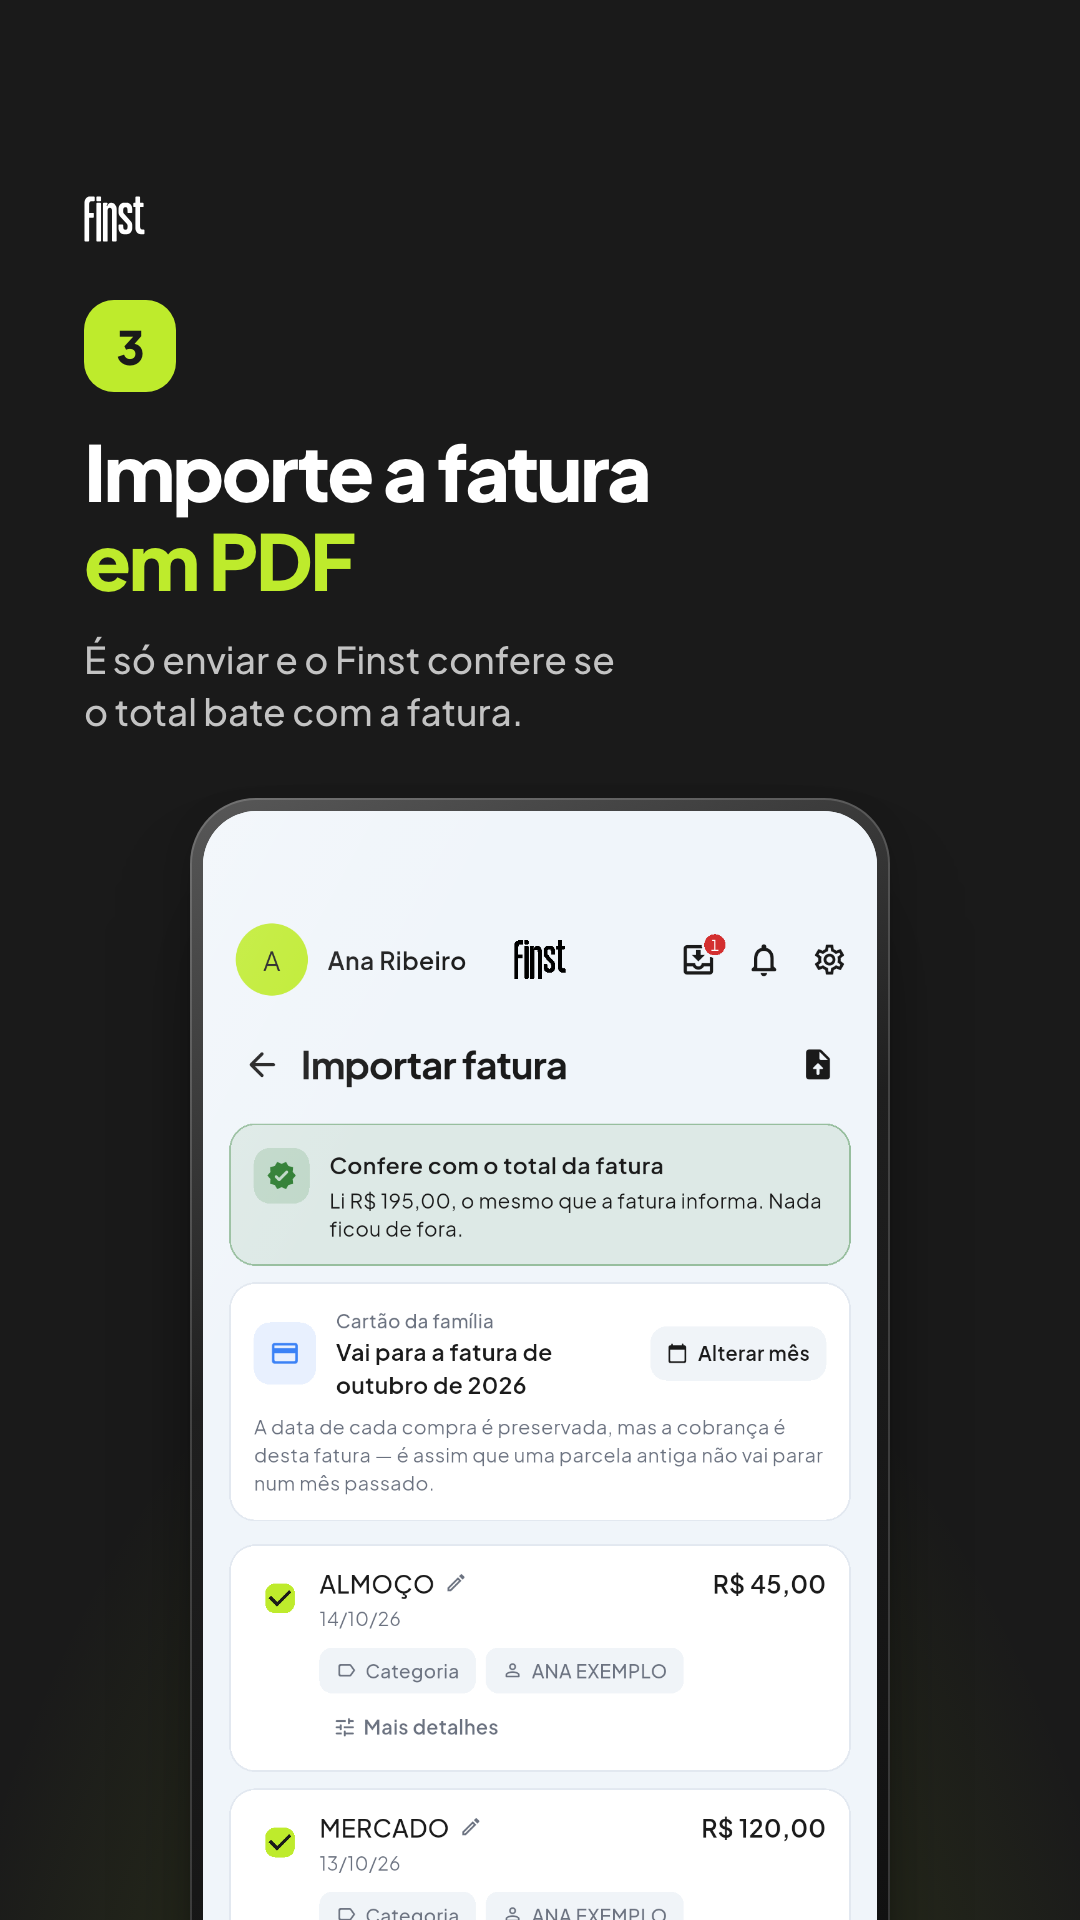 finst
3
Importe a fatura
em PDF
É só enviar e o Finst confere se
o total bate com a fatura.
A
Ana Ribeiro
finst
1
Importar fatura
Confere com o total da fatura
Li R$ 195,00, o mesmo que a fatura informa. Nada
ficou de fora.
Cartão da família
Vai para a fatura de
outubro de 2026
Alterar mês
A data de cada compra é preservada, mas a cobrança é
desta fatura — é assim que uma parcela antiga não vai parar
num mês passado.
ALMOÇO
R$ 45,00
14/10/26
Categoria
ANA EXEMPLO
Mais detalhes
MERCADO
R$ 120,00
13/10/26
Categoria
ANA EXEMPLO